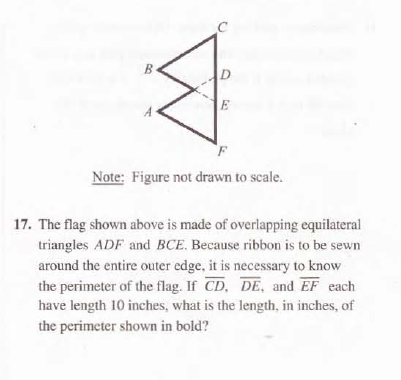 C
B
D
E
A
F
Note: Figure not drawn to scale.
17. The flag shown above is made of overlapping equilateral
triangles ADF and BCE. Because ribbon is to be sewn
around the entire outer edge, it is necessary to know
the perimeter of the flag. If CD, DE, and EF each
have length 10 inches, what is the length, in inches, of
the perimeter shown in bold?